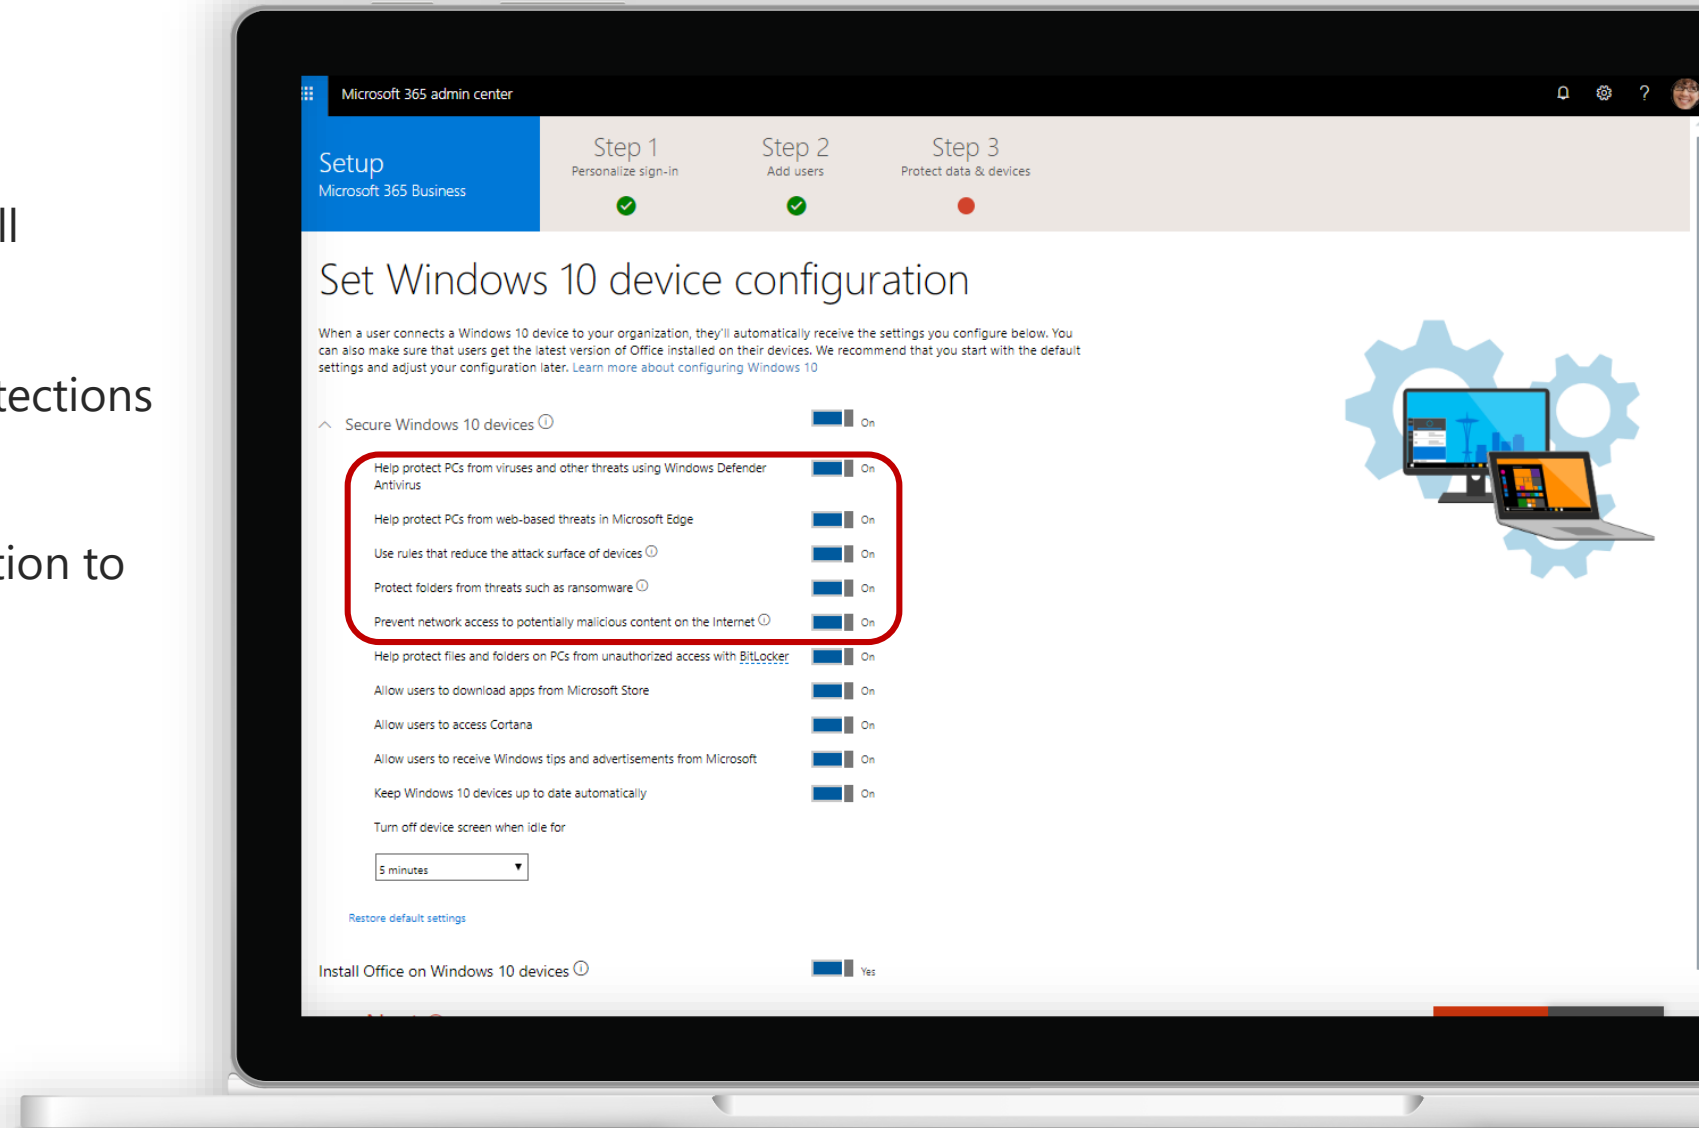 ll
tections
tion to
Microsoft 365 admin center
?
Setup
Microsoft 365 Business
Step 1
Personalize sign-in
Step 2
Add users
Step 3
Protect data & devices
Set Windows 10 device configuration
When a user connects a Windows 10 device to your organization, they'll automatically receive the settings you configure below. You
can also make sure that users get the latest version of Office installed on their devices. We recommend that you start with the default
settings and adjust your configuration later. Learn more about configuring Windows 10
Secure Windows 10 devices On
Help protect PCs from viruses and other threats using Windows Defender On
Antivirus
Help protect PCs from web-based threats in Microsoft Edge On
Use rules that reduce the attack surface of devices On
Protect folders from threats such as ransomware On
Prevent network access to potentially malicious content on the Internet On
Help protect files and folders on PCs from unauthorized access with BitLocker On
Allow users to download apps from Microsoft Store On
Allow users to access Cortana On
Allow users to receive Windows tips and advertisements from Microsoft On
Keep Windows 10 devices up to date automatically On
Turn off device screen when idle for
5 minutes
Restore default settings
Install Office on Windows 10 devices Yes